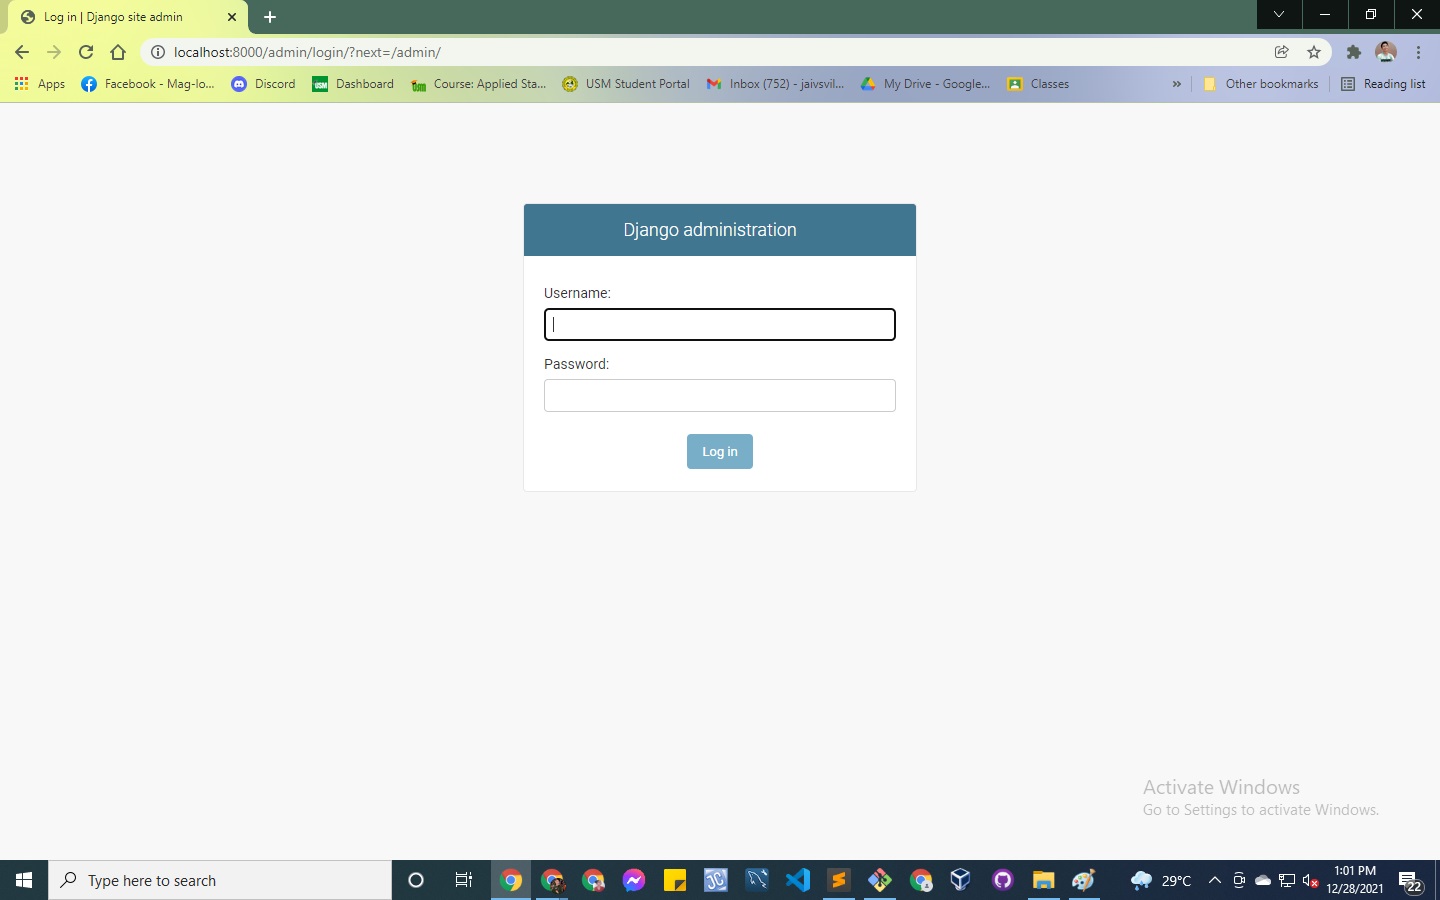 Log in | Django site admin
localhost:8000/admin/login/?next=/admin/
Apps
Facebook - Mag-lo...
Discord
USM
Dashboard
Course: Applied Sta...
USM Student Portal
Inbox (752) - jaivsvil...
My Drive - Google...
Classes
»
Other bookmarks
Reading list
Django administration
Username:
Password:
Log in
Activate Windows
Go to Settings to activate Windows.
Type here to search
JC
29°C
1:01 PM
12/28/2021
22